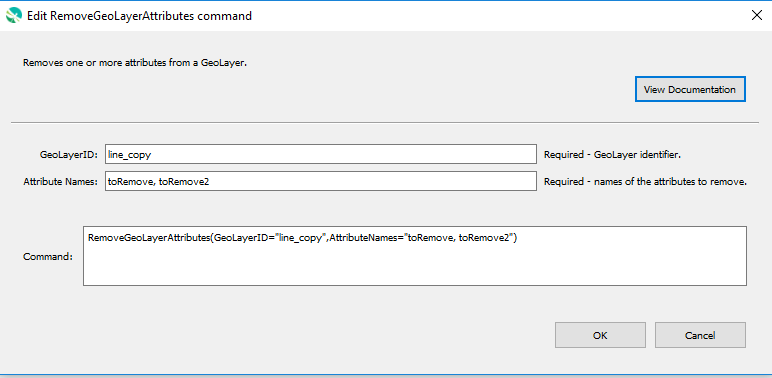 Edit RemoveGeoLayerAttributes command
Removes one or more attributes from a GeoLayer.
View Documentation
GeoLayerID: line_copy Required - GeoLayer identifier.
Attribute Names: toRemove, toRemove2 Required - names of the attributes to remove.
Command: RemoveGeoLayerAttributes(GeoLayerID="line_copy",AttributeNames="toRemove, toRemove2")
OK Cancel